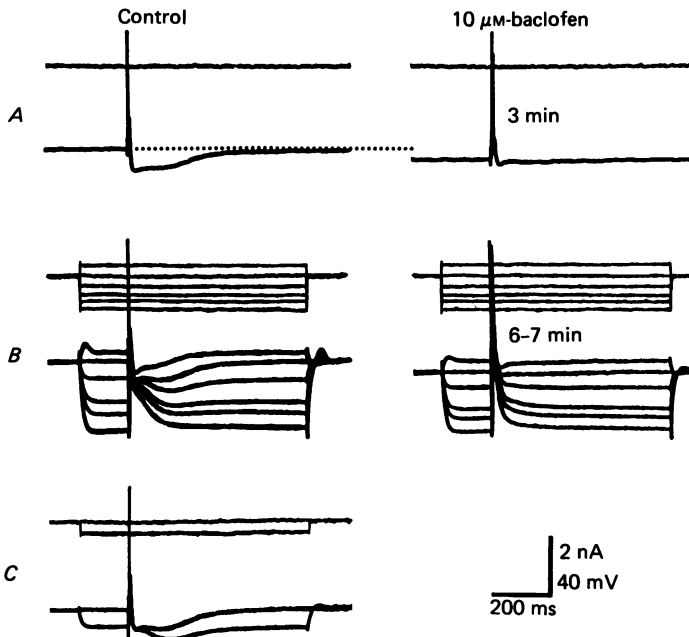 Control
10 μM-baclofen
A
3 min
B
6-7 min
C
2 nA
40 mV
200 ms